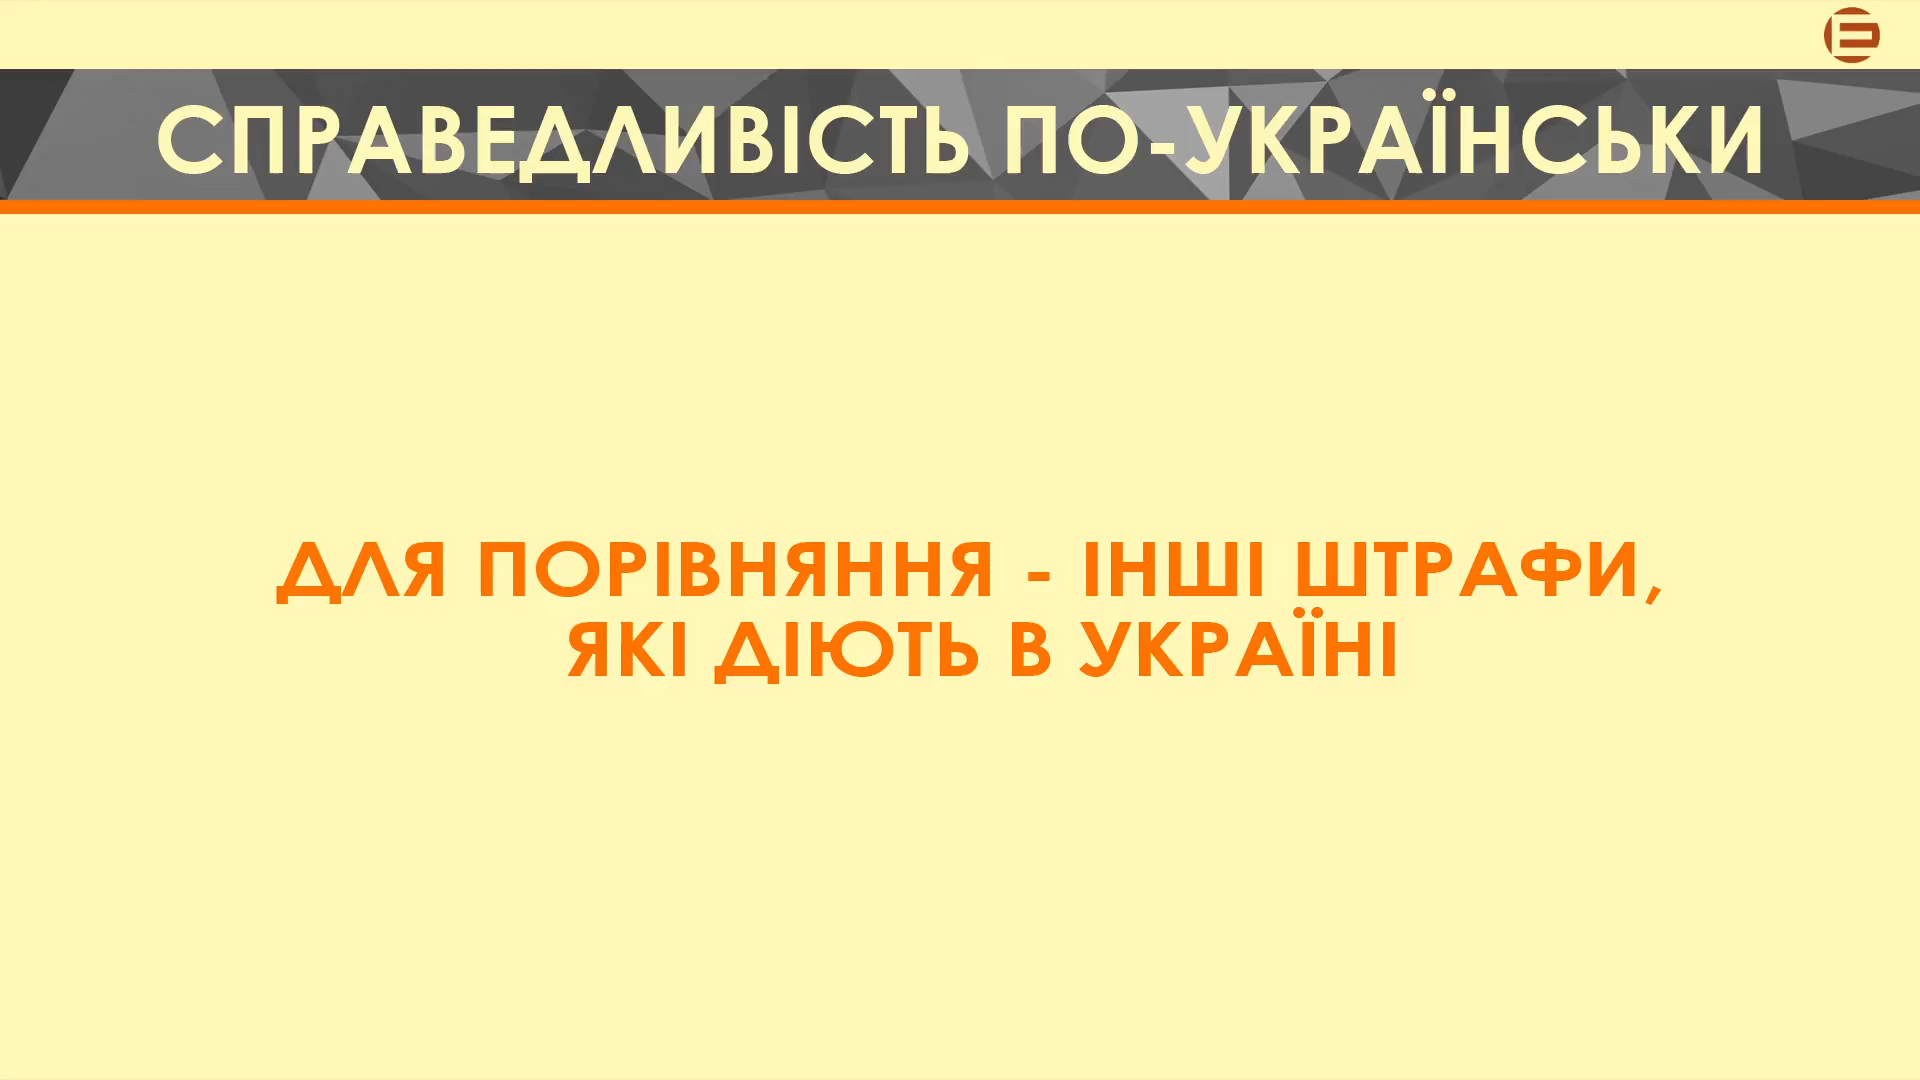 СПРАВЕДЛИВІСТЬ ПО-УКРАЇНСЬКИ
ДЛЯ ПОРІВНЯННЯ - ІНШІ ШТРАФИ,
ЯКІ ДІЮТЬ В УКРАЇНІ